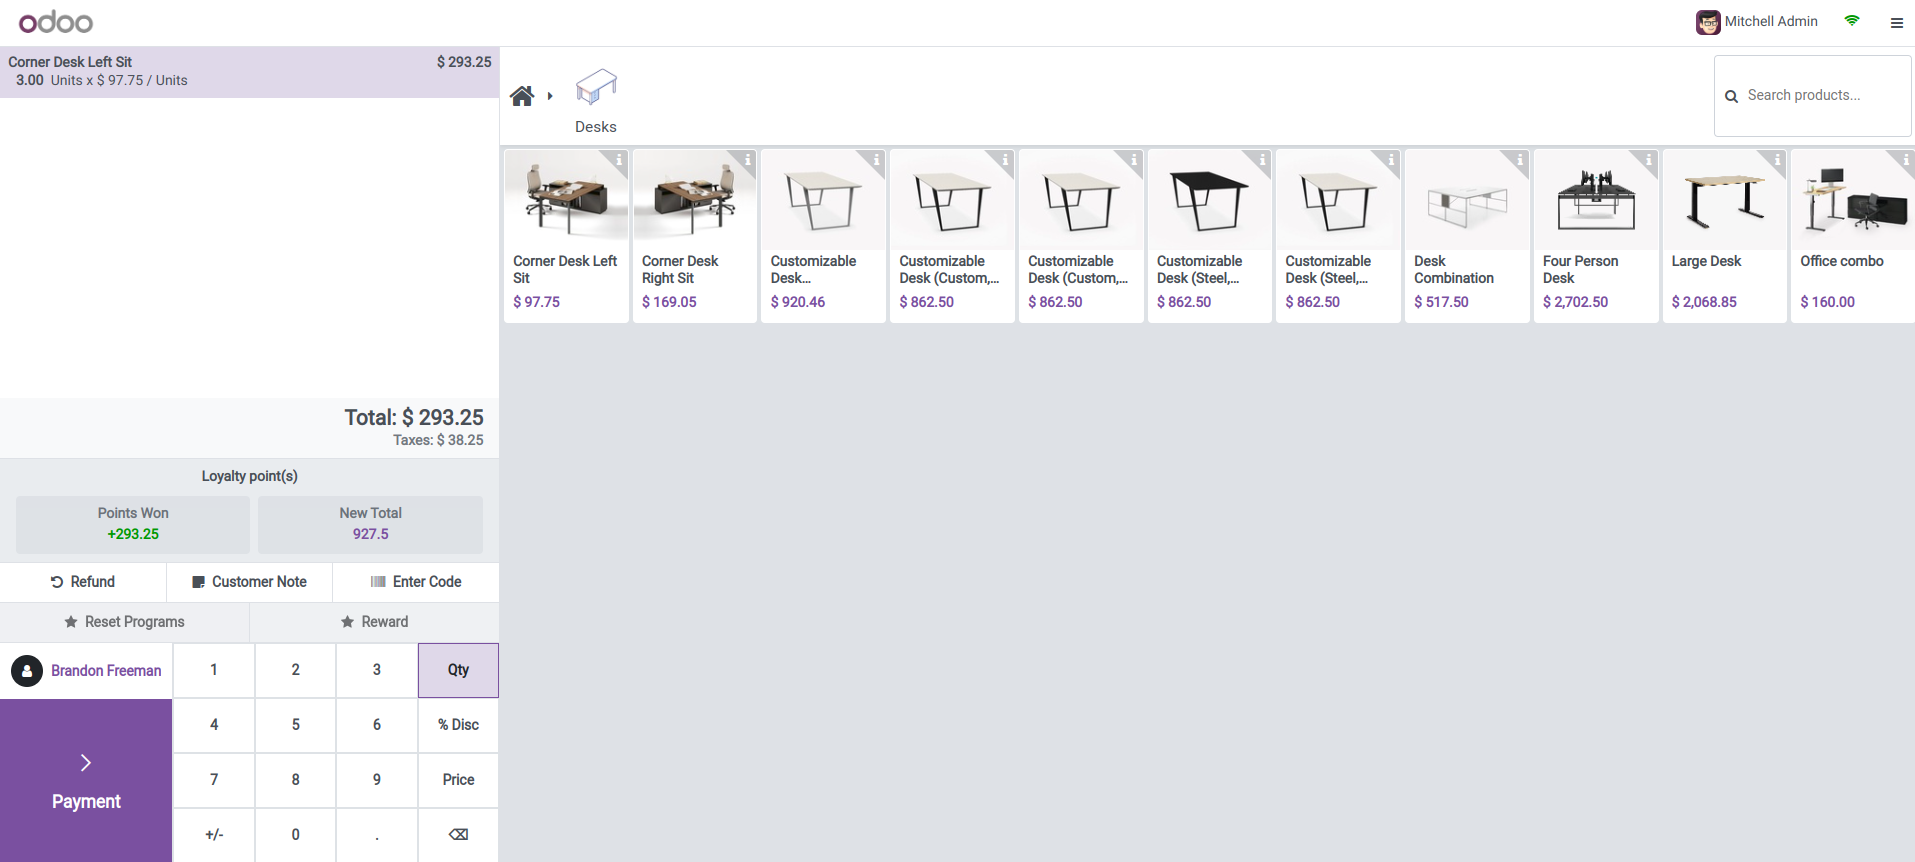 odoo
Mitchell Admin
Corner Desk Left Sit $ 293.25
3.00 Units x $ 97.75 / Units
Total: $ 293.25
Taxes: $ 38.25
Loyalty point(s)
Points Won
+293.25
New Total
927.5
Refund
Customer Note
Enter Code
Reset Programs
Reward
Brandon Freeman
Payment
1 2 3 Qty
4 5 6 % Disc
7 8 9 Price
+/- 0 . ⌫
Desks
Search products...
Corner Desk Left
Sit
$ 97.75
Corner Desk
Right Sit
$ 169.05
Customizable
Desk...
$ 920.46
Customizable
Desk (Custom,...
$ 862.50
Customizable
Desk (Custom,...
$ 862.50
Customizable
Desk (Steel,...
$ 862.50
Customizable
Desk (Steel,...
$ 862.50
Desk
Combination
$ 517.50
Four Person
Desk
$ 2,702.50
Large Desk
$ 2,068.85
Office combo
$ 160.00